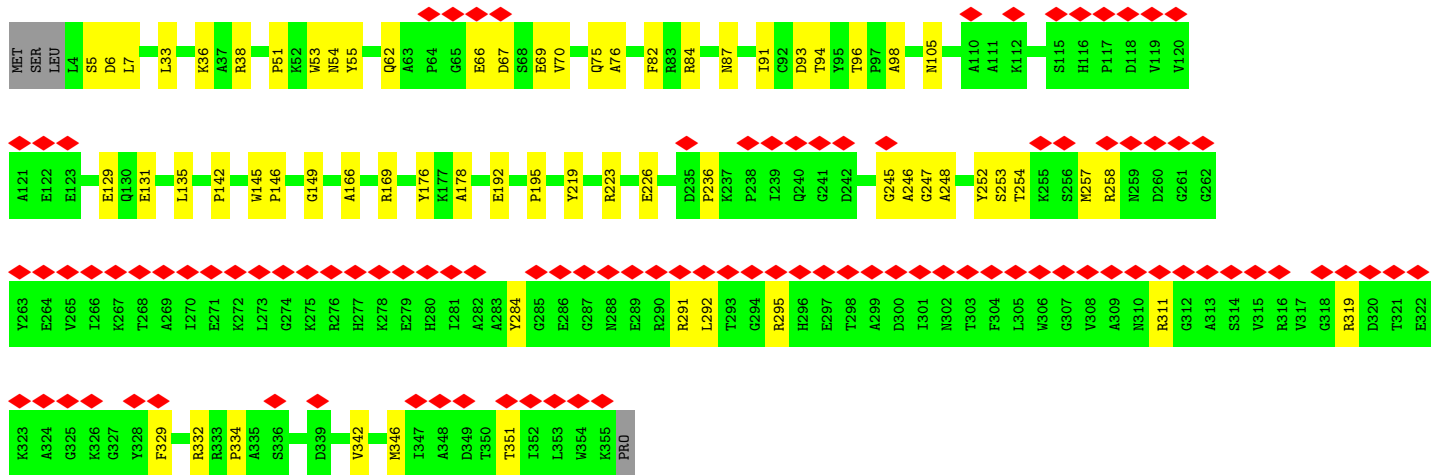 MET SER LEU L4 S5 D6 L7 L33 K36 A37 R38 P51 K52 W53 N54 Y55 Q62 A63 P64 G65 E66 D67 S68 E69 V70 Q75 A76 F82 R83 R84 N87 I91 C92 D93 T94 Y95 T96 P97 A98 N105 A110 A111 K112 S115 H116 P117 D118 V119 V120
A121 E122 E123 E129 Q130 E131 L135 P142 W145 P146 G149 A166 R169 Y176 K177 A178 E192 P195 Y219 R223 E226 D235 P236 K237 P238 I239 Q240 G241 D242 G245 A246 G247 A248 Y252 S253 T254 K255 S256 M257 R258 N259 D260 G261 G262
Y263 E264 V265 I266 K267 T268 A269 I270 E271 K272 L273 G274 K275 R276 H277 K278 E279 H280 I281 A282 A283 Y284 G285 E286 G287 N288 E289 R290 R291 L292 T293 G294 R295 H296 E297 T298 A299 D300 I301 N302 T303 F304 L305 W306 G307 V308 A309 N310 R311 G312 A313 S314 V315 R316 V317 G318 R319 D320 T321 E322
K323 A324 G325 K326 G327 Y328 F329 R332 R333 P334 A335 S336 D339 V342 M346 I347 A348 D349 T350 T351 I352 L353 W354 K355 PRO